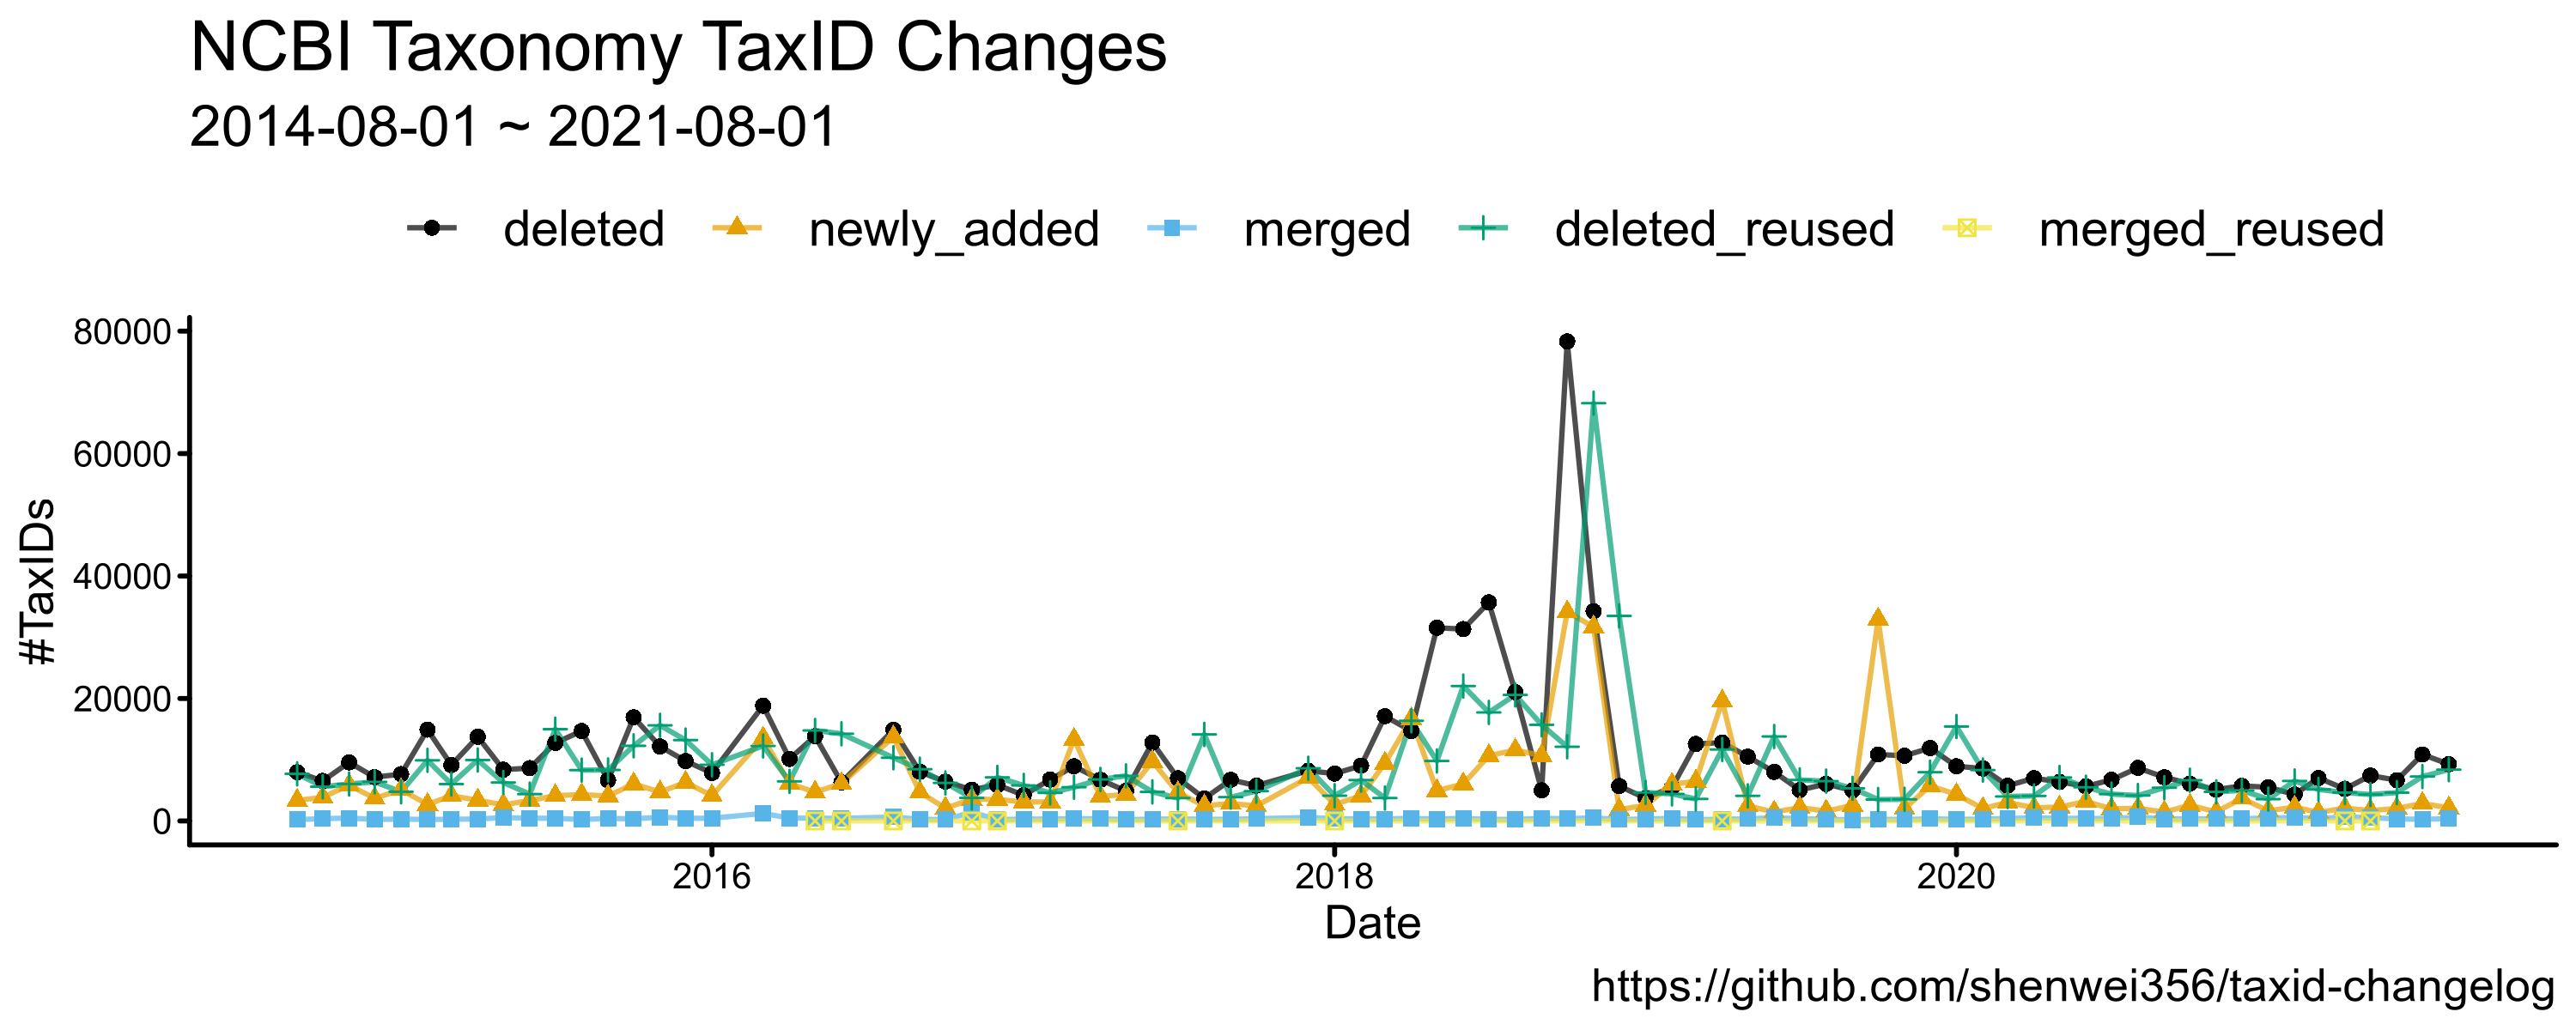 NCBI Taxonomy TaxID Changes
2014-08-01 ~ 2021-08-01
deleted newly_added merged deleted_reused merged_reused
80000
60000
40000
20000
0
#TaxIDs
2016 2018 2020
Date
https://github.com/shenwei356/taxid-changelog